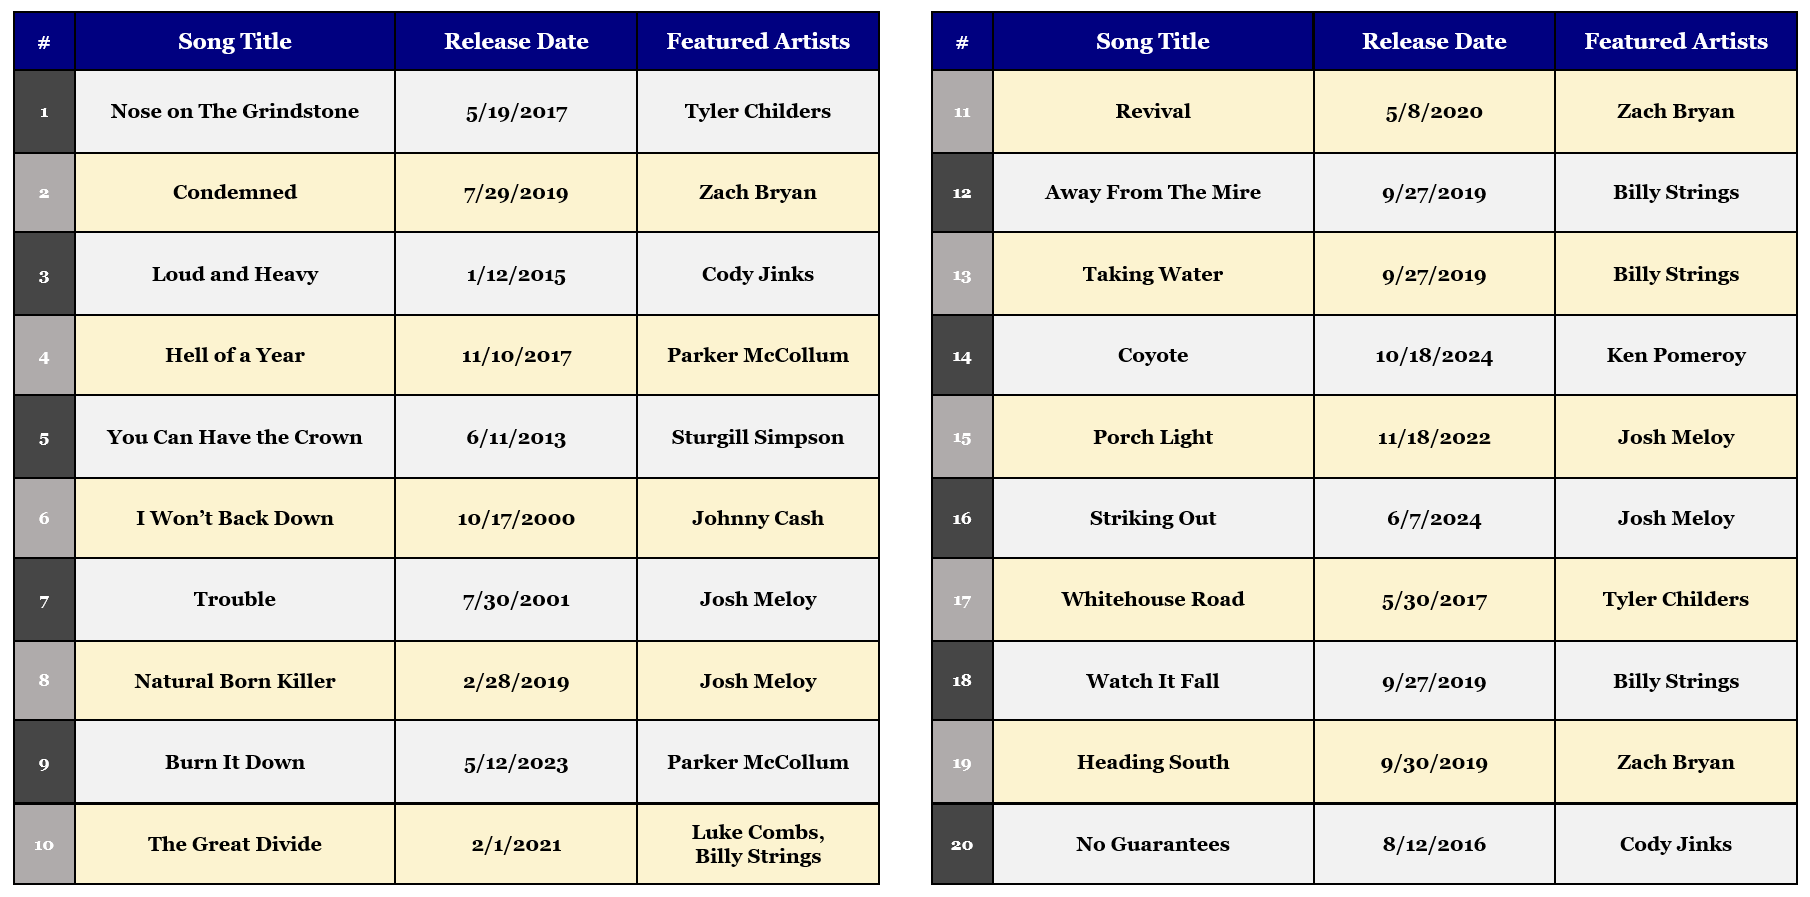 # Song Title Release Date Featured Artists
1 Nose on The Grindstone 5/19/2017 Tyler Childers
2 Condemned 7/29/2019 Zach Bryan
3 Loud and Heavy 1/12/2015 Cody Jinks
4 Hell of a Year 11/10/2017 Parker McCollum
5 You Can Have the Crown 6/11/2013 Sturgill Simpson
6 I Won’t Back Down 10/17/2000 Johnny Cash
7 Trouble 7/30/2001 Josh Meloy
8 Natural Born Killer 2/28/2019 Josh Meloy
9 Burn It Down 5/12/2023 Parker McCollum
10 The Great Divide 2/1/2021 Luke Combs,
Billy Strings
# Song Title Release Date Featured Artists
11 Revival 5/8/2020 Zach Bryan
12 Away From The Mire 9/27/2019 Billy Strings
13 Taking Water 9/27/2019 Billy Strings
14 Coyote 10/18/2024 Ken Pomeroy
15 Porch Light 11/18/2022 Josh Meloy
16 Striking Out 6/7/2024 Josh Meloy
17 Whitehouse Road 5/30/2017 Tyler Childers
18 Watch It Fall 9/27/2019 Billy Strings
19 Heading South 9/30/2019 Zach Bryan
20 No Guarantees 8/12/2016 Cody Jinks